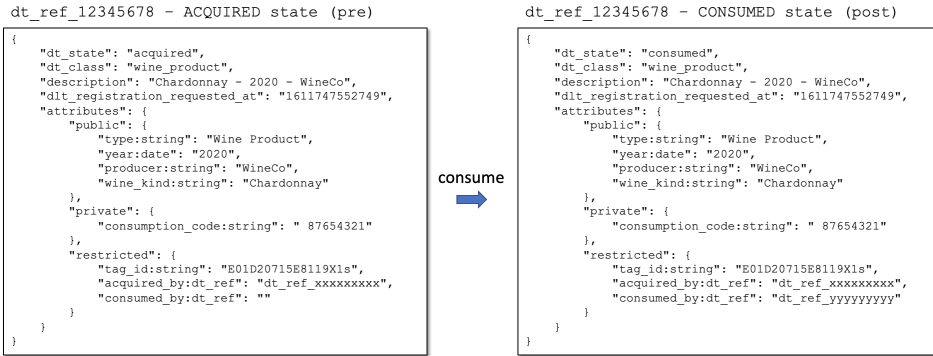 dt_ref_12345678 – ACQUIRED state (pre)
{
    "dt_state": "acquired",
    "dt_class": "wine_product",
    "description": "Chardonnay – 2020 - WineCo",
    "dlt_registration_requested_at": "1611747552749",
    "attributes": {
        "public": {
            "type:string": "Wine Product",
            "year:date": "2020",
            "producer:string": "WineCo",
            "wine_kind:string": "Chardonnay"
        },
        "private": {
            "consumption_code:string": " 87654321"
        },
        "restricted": {
            "tag_id:string": "E01D20715E8119X1s",
            "acquired_by:dt_ref": "dt_ref_xxxxxxxxx",
            "consumed_by:dt_ref": ""
        }
    }
}
consume
dt_ref_12345678 – CONSUMED state (post)
{
    "dt_state": "consumed",
    "dt_class": "wine_product",
    "description": "Chardonnay – 2020 - WineCo",
    "dlt_registration_requested_at": "1611747552749",
    "attributes": {
        "public": {
            "type:string": "Wine Product",
            "year:date": "2020",
            "producer:string": "WineCo",
            "wine_kind:string": "Chardonnay"
        },
        "private": {
            "consumption_code:string": " 87654321"
        },
        "restricted": {
            "tag_id:string": "E01D20715E8119X1s",
            "acquired_by:dt_ref": "dt_ref_xxxxxxxxx",
            "consumed_by:dt_ref": "dt_ref_yyyyyyyyy"
        }
    }
}